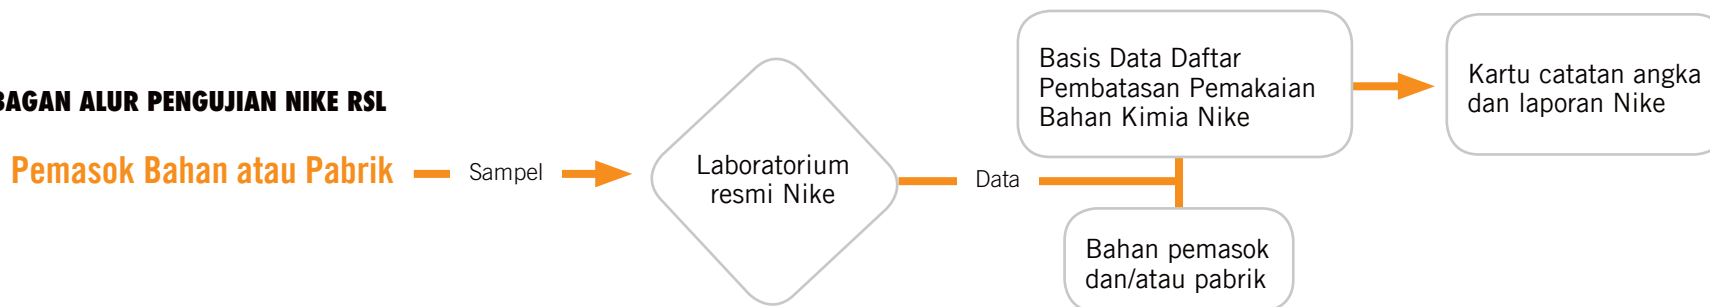 BAGAN ALUR PENGUJIAN NIKE RSL
Pemasok Bahan atau Pabrik
Sampel
Laboratorium
resmi Nike
Data
Basis Data Daftar
Pembatasan Pemakaian
Bahan Kimia Nike
Bahan pemasok
dan/atau pabrik
Kartu catatan angka
dan laporan Nike